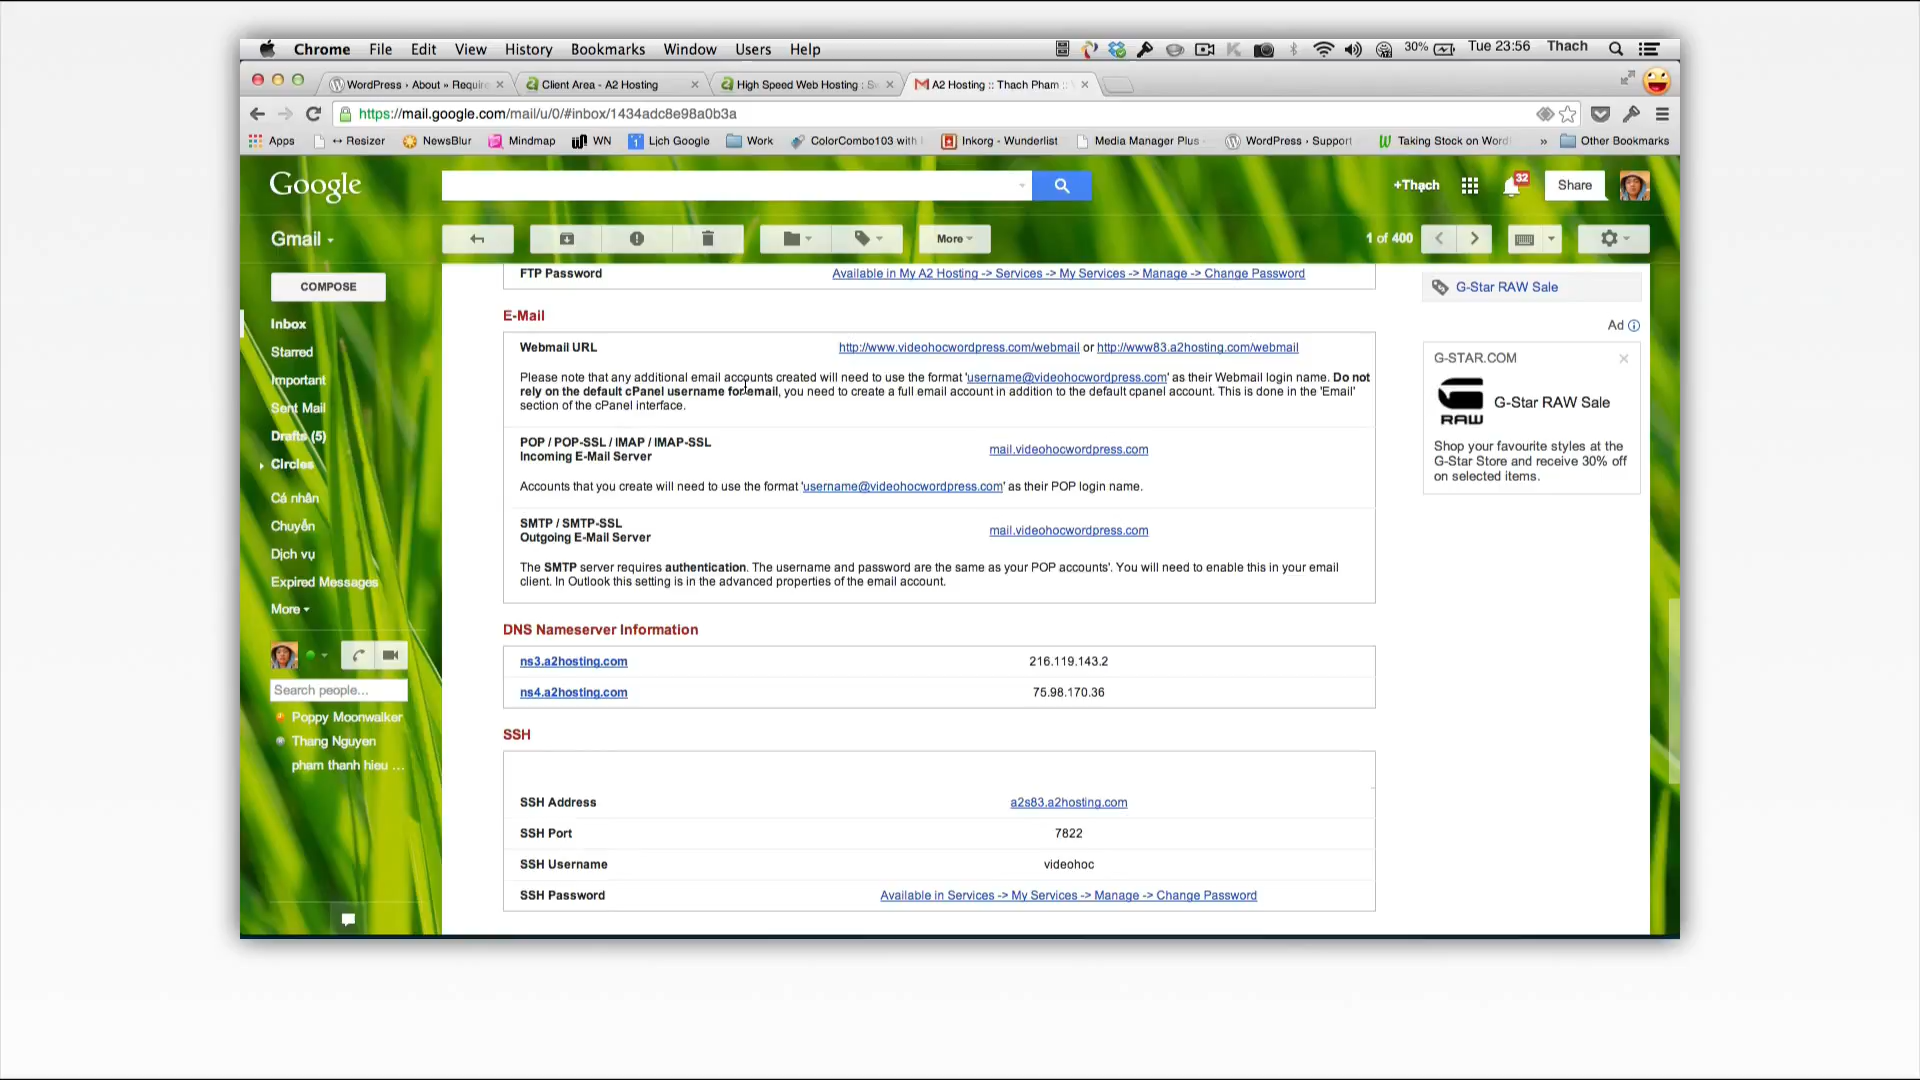 Chrome File Edit View History Bookmarks Window Users Help 30% Tue 23:56 Thach
WordPress › About » Require Client Area - A2 Hosting High Speed Web Hosting : S A2 Hosting :: Thach Pham ::
https://mail.google.com/mail/u/0/#inbox/1434adc8e98a0b3a
Apps ↔ Resizer NewsBlur Mindmap WN 1 Lịch Google Work ColorCombo103 with Inkorg - Wunderlist Media Manager Plus WordPress › Support Taking Stock on Word » Other Bookmarks
Google +Thạch 32 Share
Gmail More 1 of 400
COMPOSE
Inbox
Starred
Important
Sent Mail
Drafts (5)
Circles
Cá nhân
Chuyển
Dịch vụ
Expired Messages
More
Search people...
Poppy Moonwalker
Thang Nguyen
pham thanh hieu ...
FTP Password Available in My A2 Hosting -> Services -> My Services -> Manage -> Change Password
E-Mail
Webmail URL http://www.videohocwordpress.com/webmail or http://www83.a2hosting.com/webmail
Please note that any additional email accounts created will need to use the format 'username@videohocwordpress.com' as their Webmail login name. Do not
rely on the default cPanel username for email, you need to create a full email account in addition to the default cpanel account. This is done in the 'Email'
section of the cPanel interface.
POP / POP-SSL / IMAP / IMAP-SSL
Incoming E-Mail Server mail.videohocwordpress.com
Accounts that you create will need to use the format 'username@videohocwordpress.com' as their POP login name.
SMTP / SMTP-SSL
Outgoing E-Mail Server mail.videohocwordpress.com
The SMTP server requires authentication. The username and password are the same as your POP accounts'. You will need to enable this in your email
client. In Outlook this setting is in the advanced properties of the email account.
DNS Nameserver Information
ns3.a2hosting.com 216.119.143.2
ns4.a2hosting.com 75.98.170.36
SSH
SSH Address a2s83.a2hosting.com
SSH Port 7822
SSH Username videohoc
SSH Password Available in Services -> My Services -> Manage -> Change Password
G-Star RAW Sale
Ad
G-STAR.COM
RAW
G-Star RAW Sale
Shop your favourite styles at the
G-Star Store and receive 30% off
on selected items.